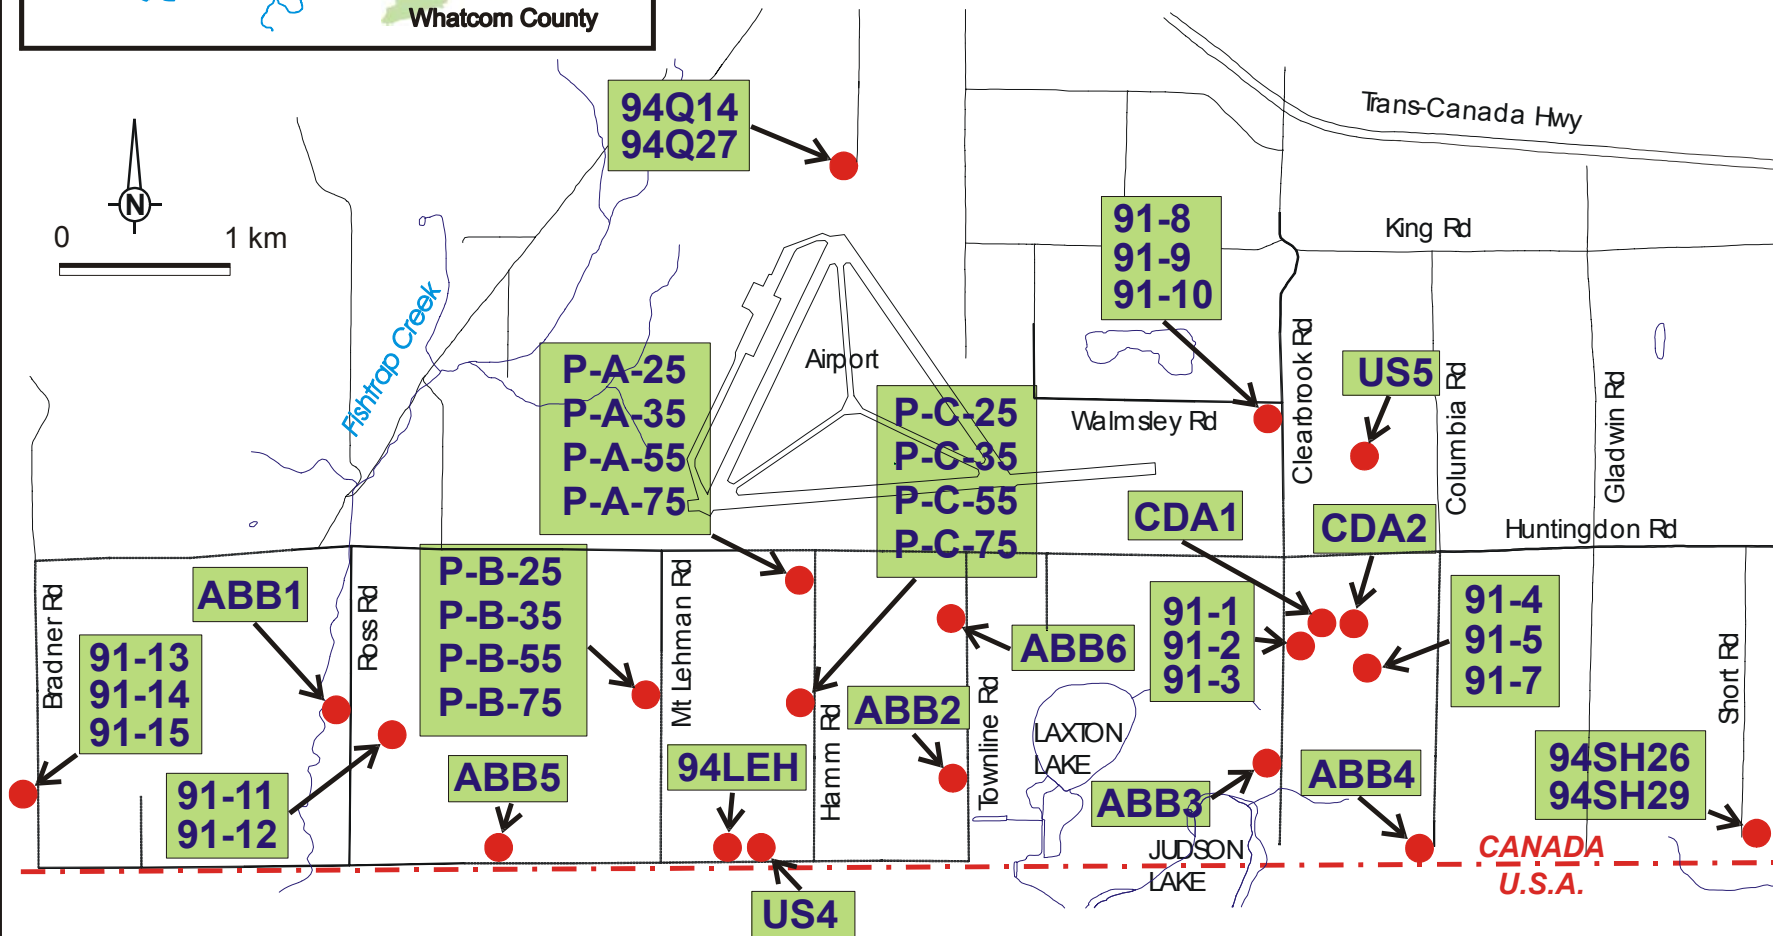 Whatcom County
94Q14
94Q27
Trans-Canada Hwy
N
0 1 km
King Rd
91-8
91-9
91-10
Fishtrap Creek
Airport
Walmsley Rd
Clearbrook Rd
US5
Columbia Rd
Gladwin Rd
P-A-25
P-A-35
P-A-55
P-A-75
P-C-25
P-C-35
P-C-55
P-C-75
CDA1
CDA2
Huntingdon Rd
Bradner Rd
ABB1
Ross Rd
P-B-25
P-B-35
P-B-55
P-B-75
Mt Lehman Rd
Hamm Rd
ABB6
Townline Rd
91-1
91-2
91-3
91-4
91-5
91-7
Short Rd
91-13
91-14
91-15
ABB2
LAXTON
LAKE
91-11
91-12
ABB5
94LEH
ABB3
ABB4
94SH26
94SH29
JUDSON
LAKE
CANADA
U.S.A.
US4